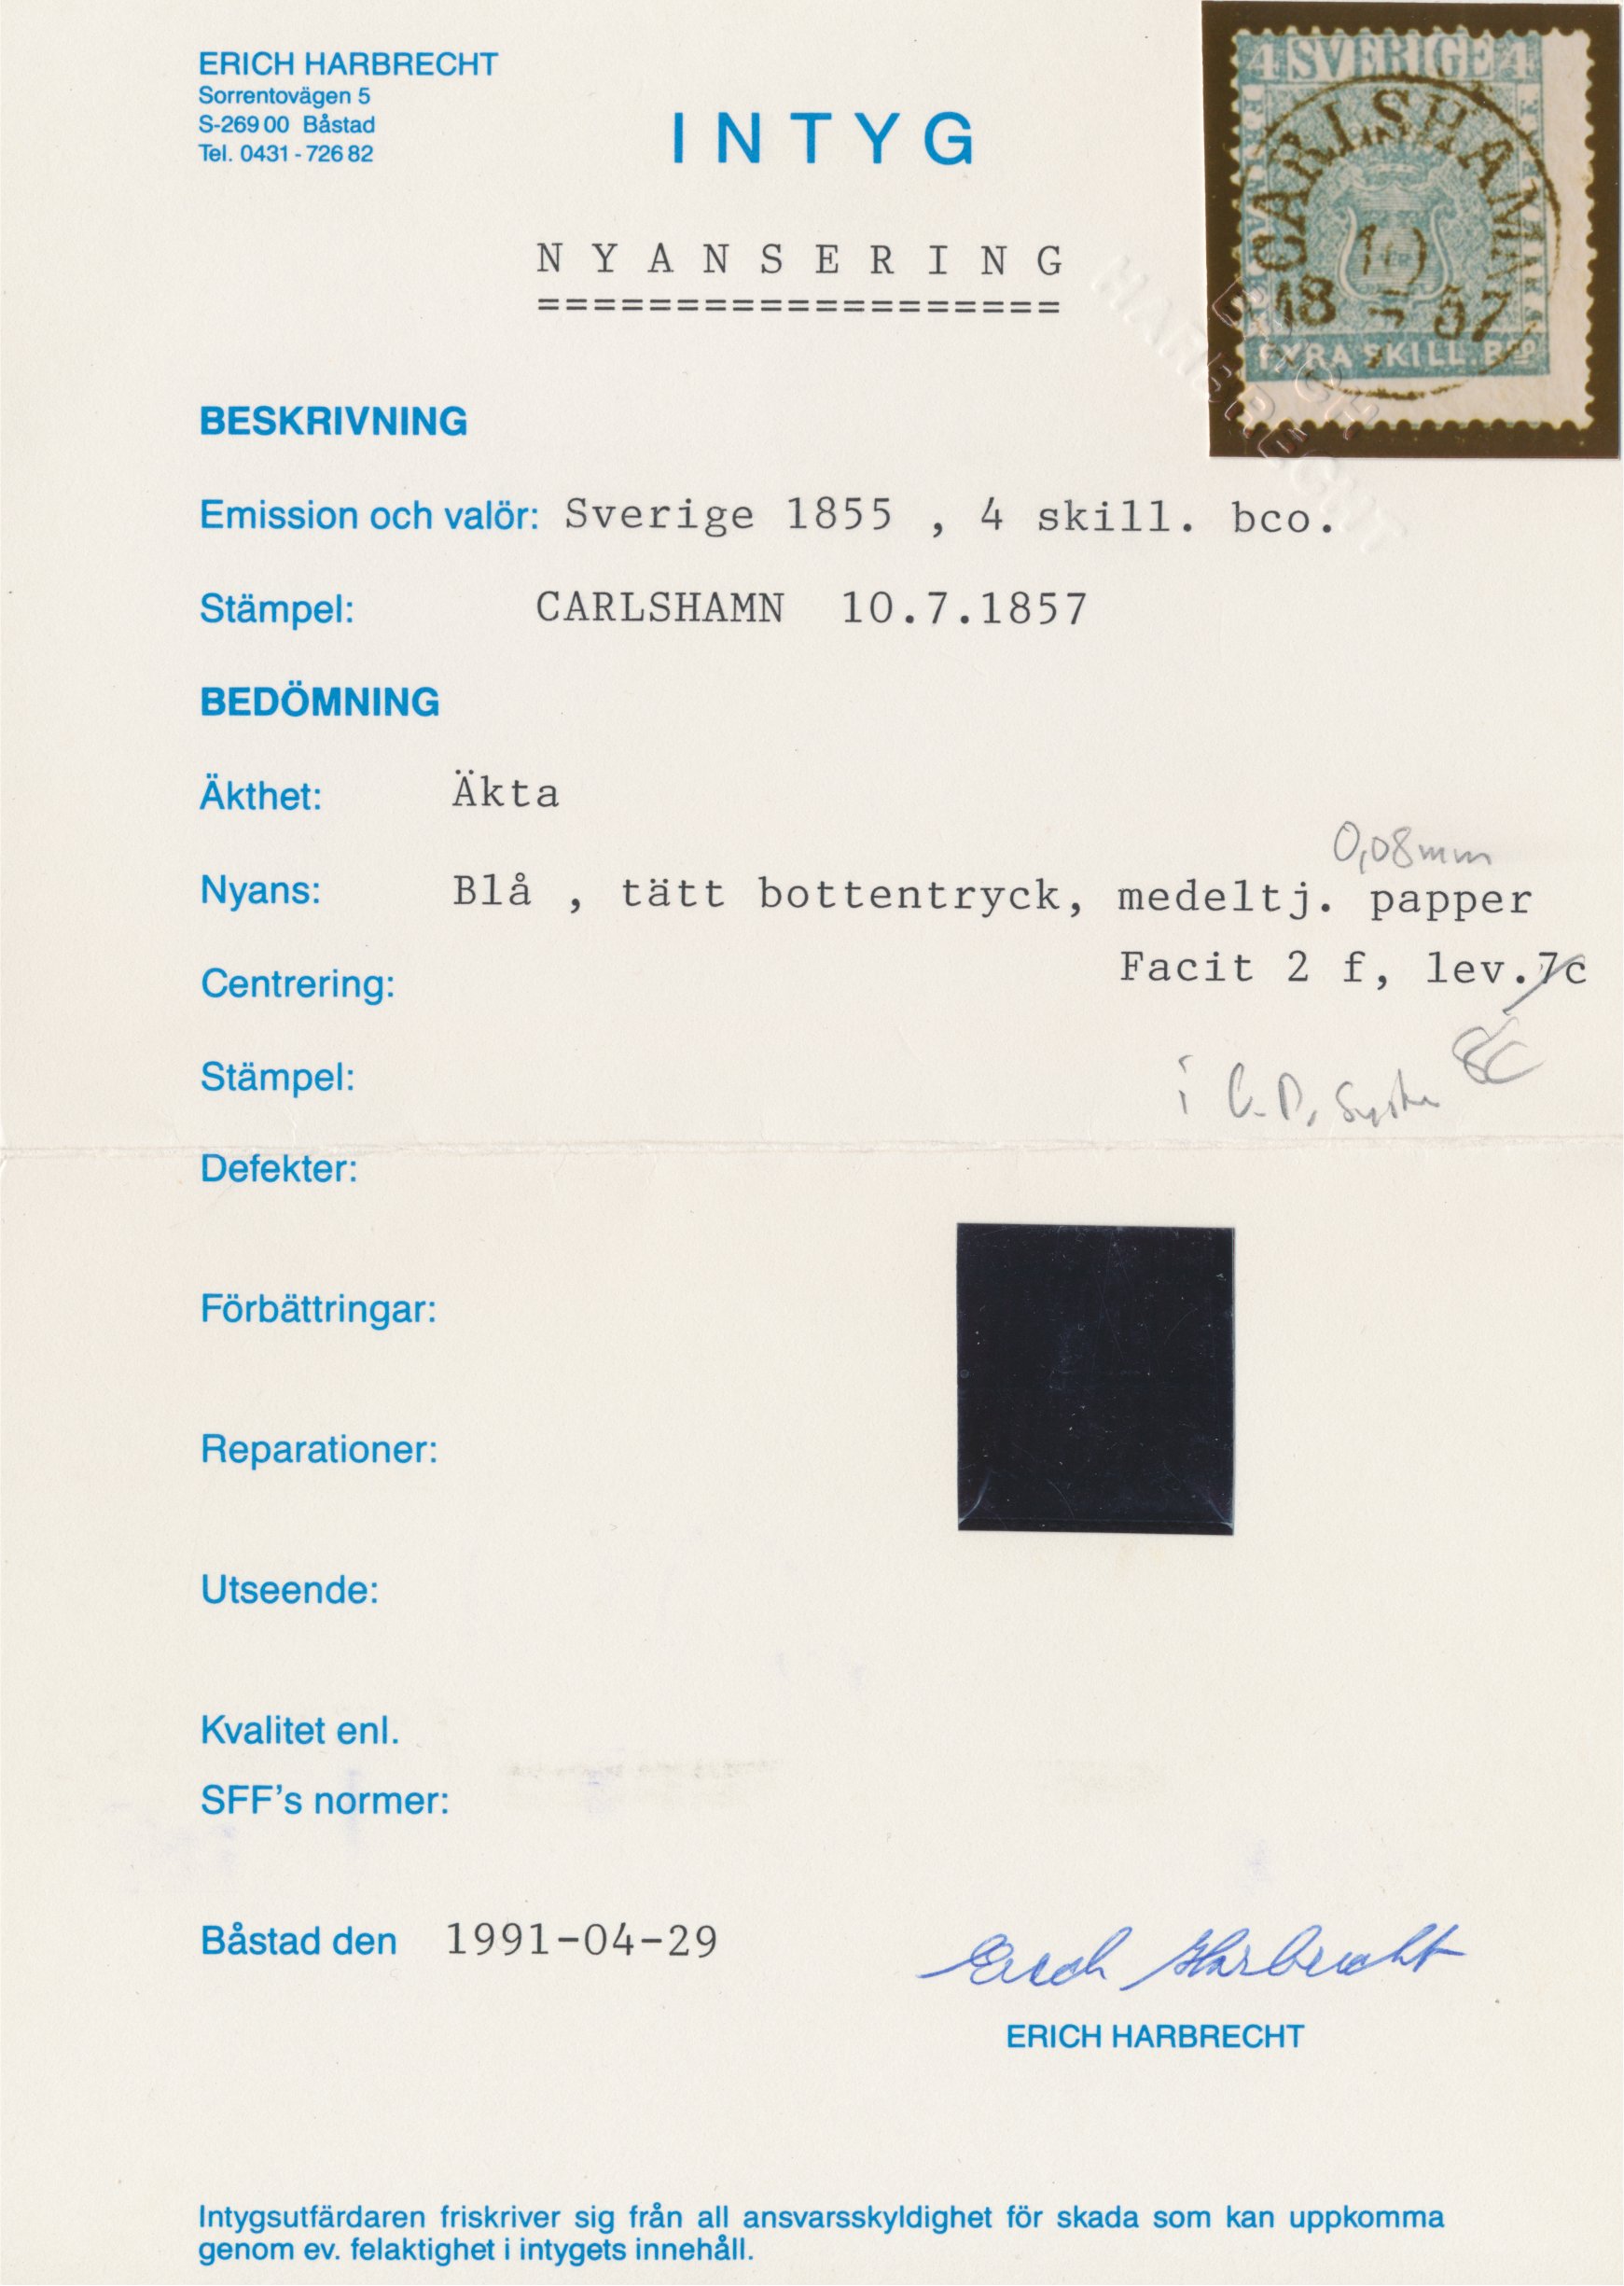 ERICH HARBRECHT
Sorrentovägen 5
S-269 00 Båstad
Tel. 0431 - 726 82
INTYG
NYANSERING
===================
4 SVERIGE 4
CARLSHAMN
10
18 7 57
FYRA SKILL. Bco
ERICH
HARBRECHT
BESKRIVNING
Emission och valör: Sverige 1855 , 4 skill. bco.
Stämpel: CARLSHAMN 10.7.1857
BEDÖMNING
Äkthet: Äkta
0,08mm
Nyans: Blå , tätt bottentryck, medeltj. papper
Facit 2 f, lev.7c
Centrering:
8C
i
Stämpel:
Defekter:
Förbättringar:
Reparationer:
Utseende:
Kvalitet enl.
SFF's normer:
Båstad den 1991-04-29
Erich Harbrecht
ERICH HARBRECHT
Intygsutfärdaren friskriver sig från all ansvarsskyldighet för skada som kan uppkomma
genom ev. felaktighet i intygets innehåll.